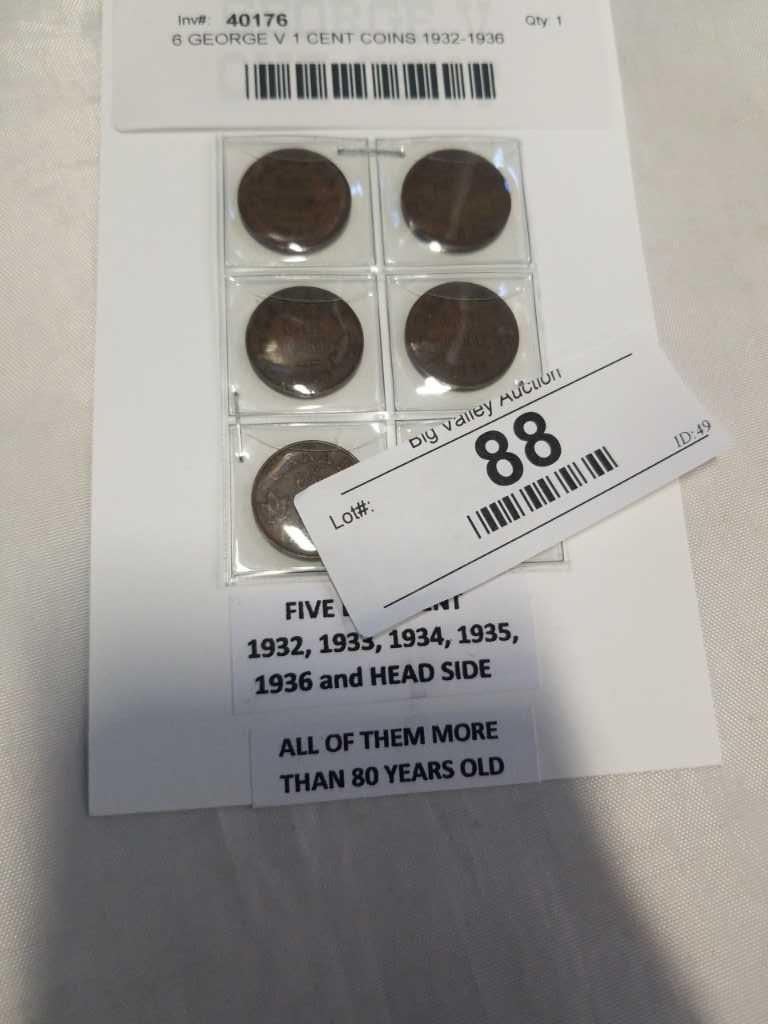 Inv#: 40176 Qty: 1
6 GEORGE V 1 CENT COINS 1932-1936
Big Valley Auction
88
Lot#:
ID:49
FIVE
1932, 1933, 1934, 1935,
1936 and HEAD SIDE
ALL OF THEM MORE
THAN 80 YEARS OLD